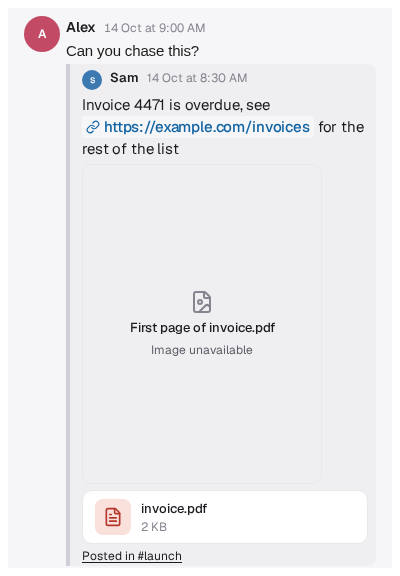 A
Alex 14 Oct at 9:00 AM
Can you chase this?
S
Sam 14 Oct at 8:30 AM
Invoice 4471 is overdue, see
https://example.com/invoices for the
rest of the list
First page of invoice.pdf
Image unavailable
invoice.pdf
2 KB
Posted in #launch